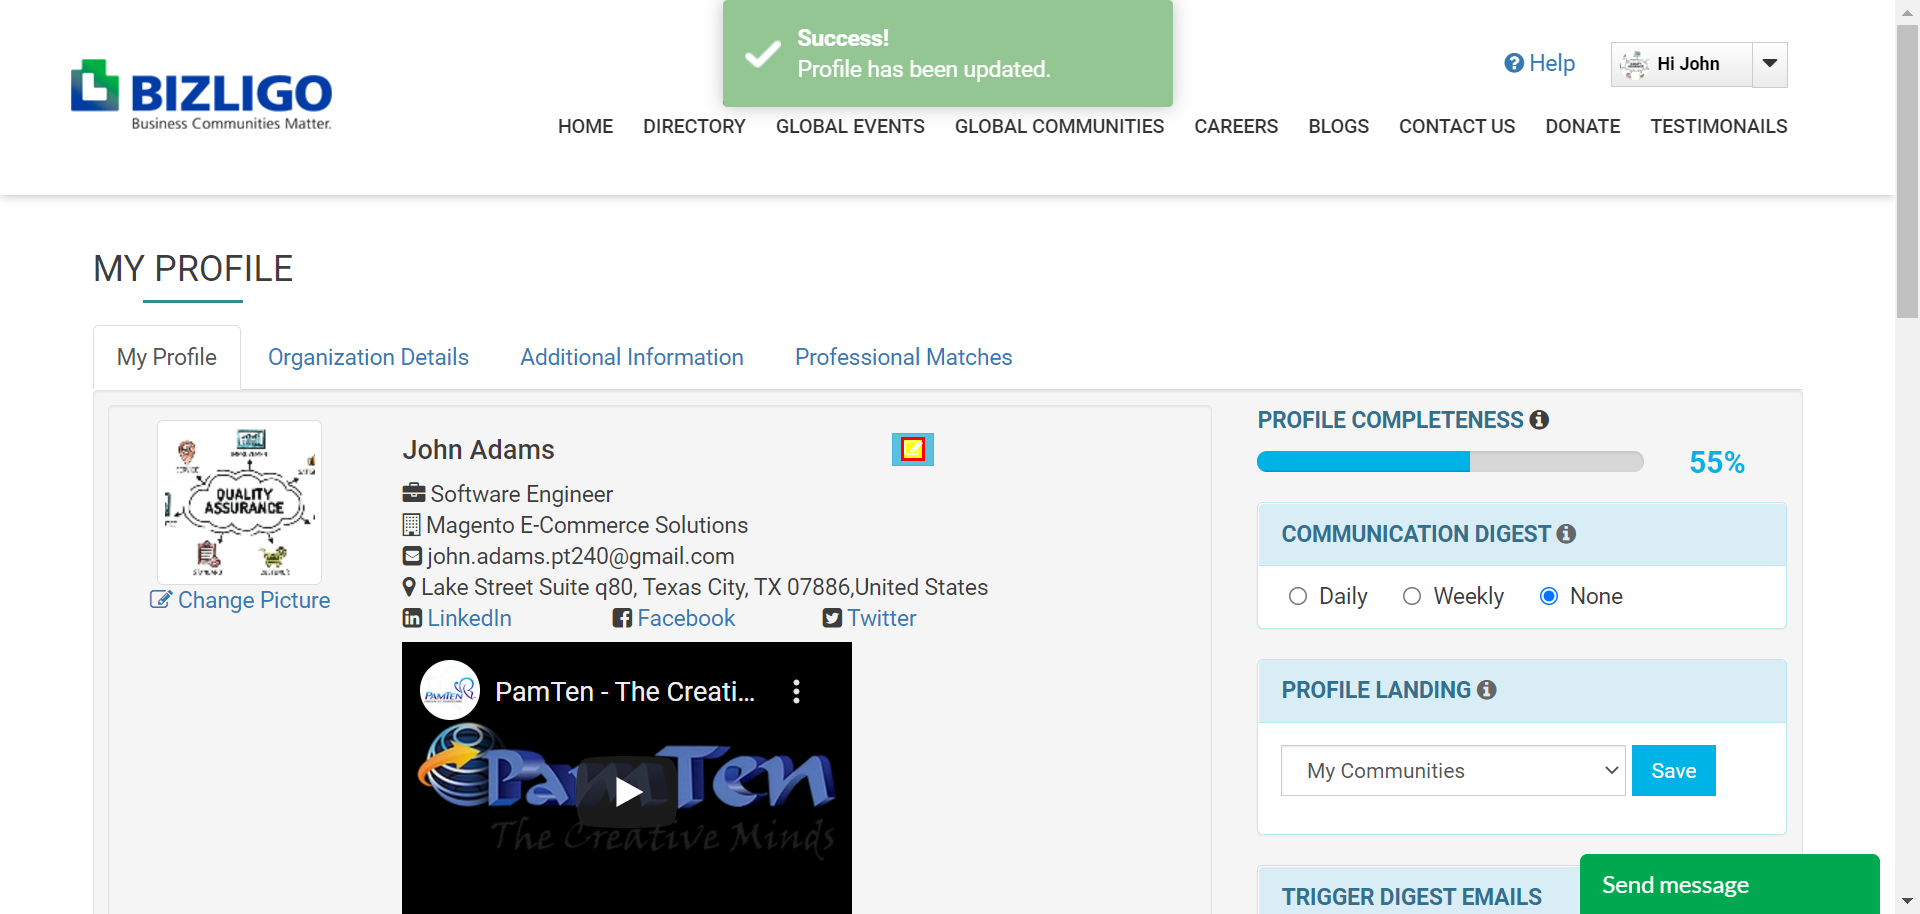 Success!
Profile has been updated.
BIZLIGO
Business Communities Matter.
Help
Hi John
HOME DIRECTORY GLOBAL EVENTS GLOBAL COMMUNITIES CAREERS BLOGS CONTACT US DONATE TESTIMONAILS
MY PROFILE
My Profile Organization Details Additional Information Professional Matches
QUALITY
ASSURANCE
Change Picture
John Adams
Software Engineer
Magento E-Commerce Solutions
john.adams.pt240@gmail.com
Lake Street Suite q80, Texas City, TX 07886,United States
LinkedIn Facebook Twitter
PAMTEN
PamTen - The Creati...
PamTen
The Creative Minds
PROFILE COMPLETENESS
55%
COMMUNICATION DIGEST
Daily Weekly None
PROFILE LANDING
My Communities Save
TRIGGER DIGEST EMAILS
Send message